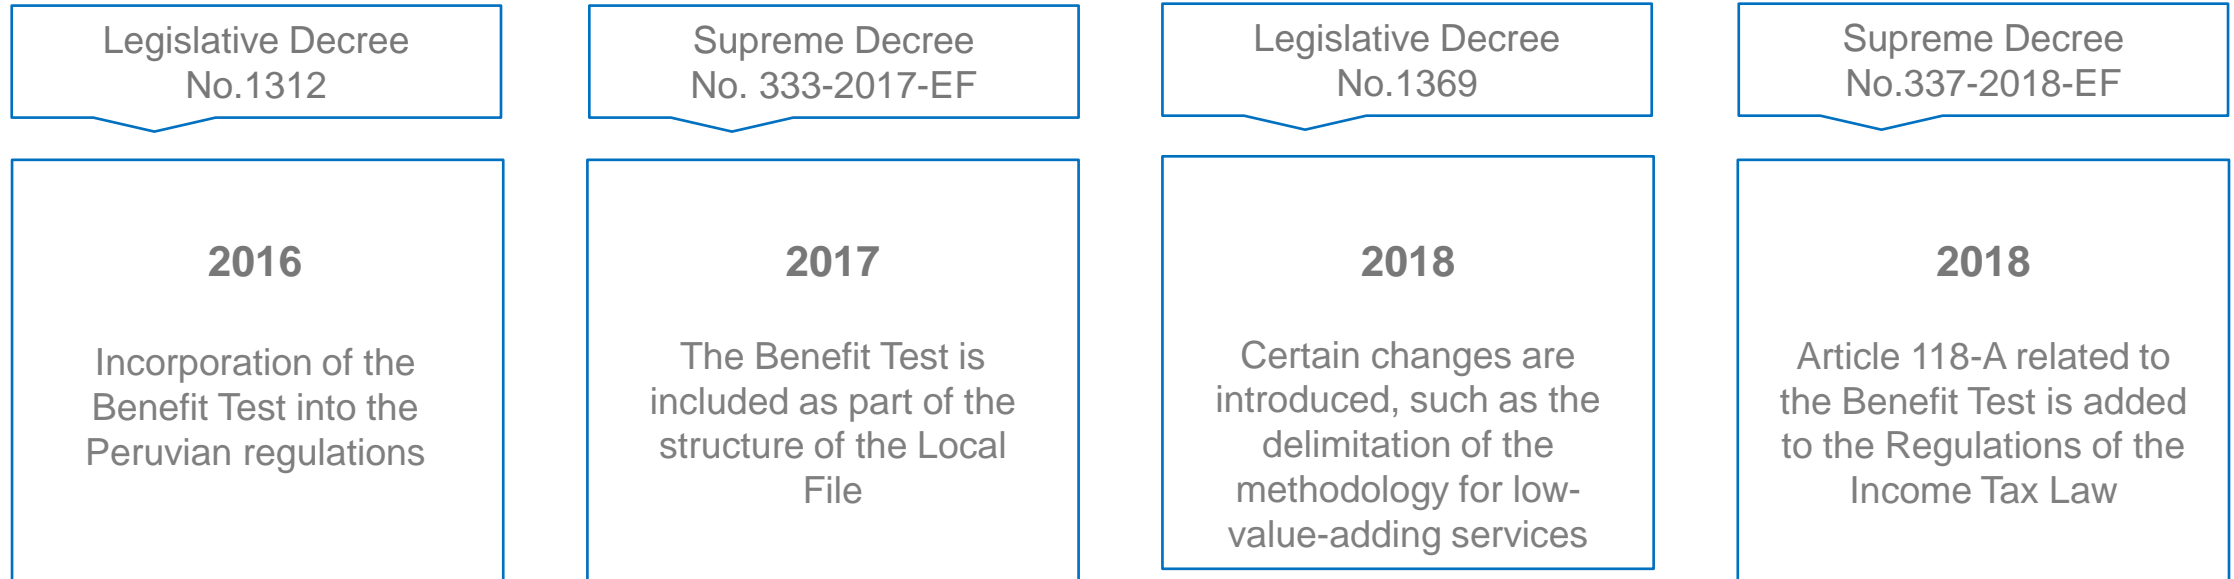 Legislative Decree
No.1312
2016
Incorporation of the
Benefit Test into the
Peruvian regulations
Supreme Decree
No. 333-2017-EF
2017
The Benefit Test is
included as part of the
structure of the Local
File
Legislative Decree
No.1369
2018
Certain changes are
introduced, such as the
delimitation of the
methodology for low-
value-adding services
Supreme Decree
No.337-2018-EF
2018
Article 118-A related to
the Benefit Test is added
to the Regulations of the
Income Tax Law